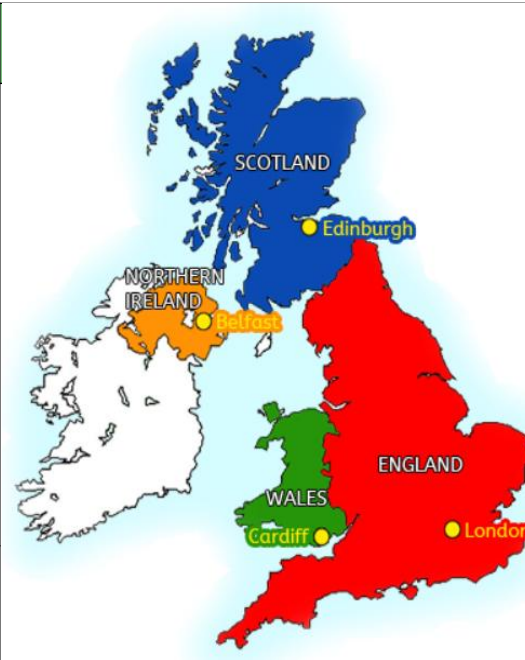 SCOTLAND
Edinburgh
NORTHERN
IRELAND
Belfast
ENGLAND
WALES
Cardiff
London